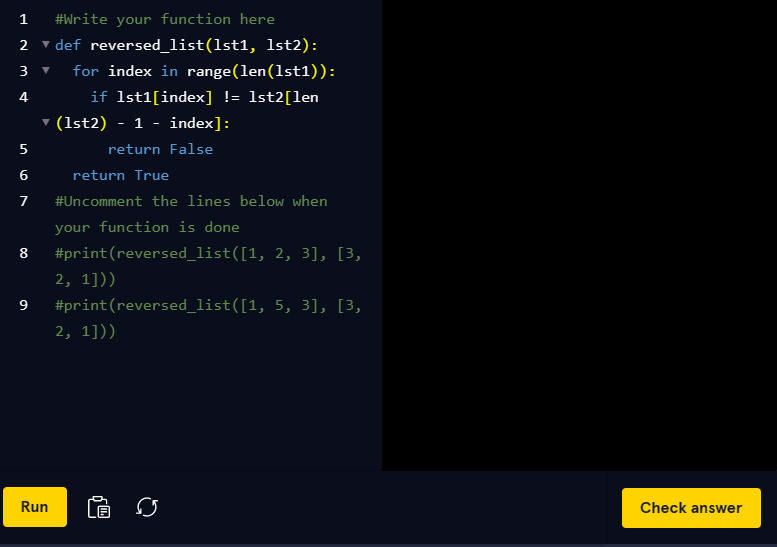 1 #Write your function here
2 def reversed_list(lst1, lst2):
3   for index in range(len(lst1)):
4     if lst1[index] != lst2[len
(lst2) - 1 - index]:
5       return False
6   return True
7 #Uncomment the lines below when
your function is done
8 #print(reversed_list([1, 2, 3], [3,
2, 1]))
9 #print(reversed_list([1, 5, 3], [3,
2, 1]))
Run
Check answer